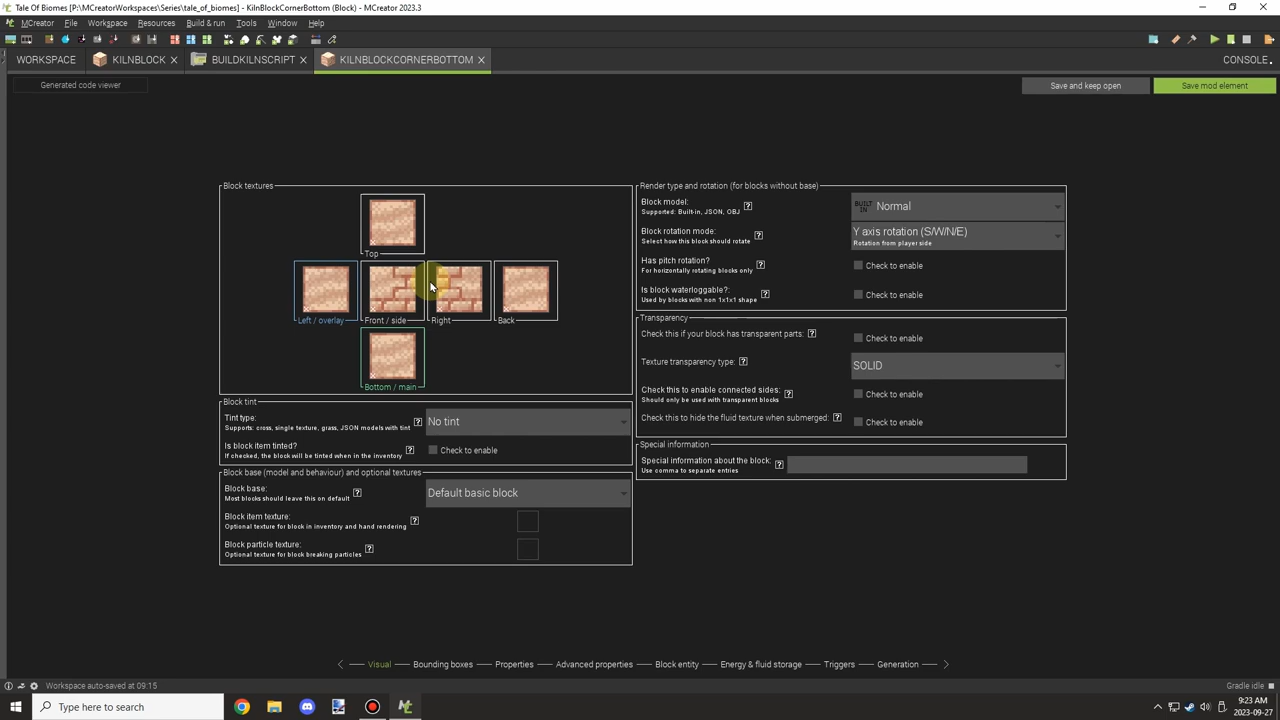 Tale Of Biomes [P:\MCreatorWorkspaces\Series\tale_of_biomes] - KilnBlockCornerBottom (Block) - MCreator 2023.3
MCreator File Workspace Resources Build & run Tools Window Help
WORKSPACE KILNBLOCK BUILDKILNSCRIPT KILNBLOCKCORNERBOTTOM CONSOLE
Generated code viewer
Save and keep open
Save mod element
Block textures
Top
Left / overlay
Front / side
Right
Back
Bottom / main
Block tint
Tint type:
Supports: cross, single texture, grass, JSON models with tint
No tint
Is block item tinted?
If checked, the block will be tinted when in the inventory
Check to enable
Block base (model and behaviour) and optional textures
Block base:
Most blocks should leave this on default
Default basic block
Block item texture:
Optional texture for block in inventory and hand rendering
Block particle texture:
Optional texture for block breaking particles
Render type and rotation (for blocks without base)
Block model:
Supported: Built-in, JSON, OBJ
BUILT IN
Normal
Block rotation mode:
Select how this block should rotate
Y axis rotation (S/W/N/E)
Rotation from player side
Has pitch rotation?
For horizontally rotating blocks only
Check to enable
Is block waterloggable?:
Used by blocks with non 1x1x1 shape
Check to enable
Transparency
Check this if your block has transparent parts:
Check to enable
Texture transparency type:
SOLID
Check this to enable connected sides:
Should only be used with transparent blocks
Check to enable
Check this to hide the fluid texture when submerged:
Check to enable
Special information
Special information about the block:
Use comma to separate entries
Visual Bounding boxes Properties Advanced properties Block entity Energy & fluid storage Triggers Generation
Workspace auto-saved at 09:15
Gradle idle
Type here to search
9:23 AM
2023-09-27